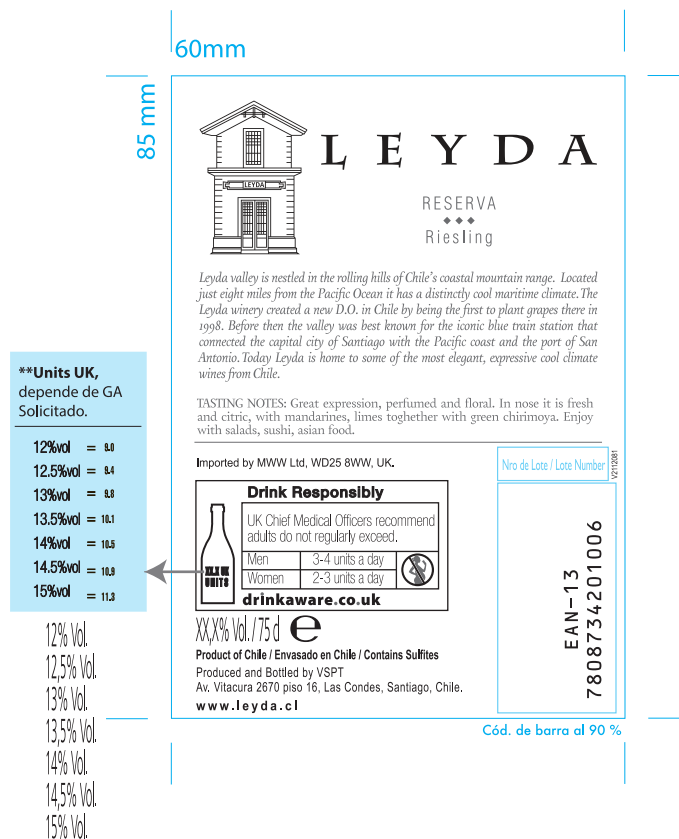 60mm
85 mm
LEYDA
LEYDA
RESERVA
Riesling
Leyda valley is nestled in the rolling hills of Chile's coastal mountain range. Located
just eight miles from the Pacific Ocean it has a distinctly cool maritime climate. The
Leyda winery created a new D.O. in Chile by being the first to plant grapes there in
1998. Before then the valley was best known for the iconic blue train station that
connected the capital city of Santiago with the Pacific coast and the port of San
Antonio. Today Leyda is home to some of the most elegant, expressive cool climate
wines from Chile.
TASTING NOTES: Great expression, perfumed and floral. In nose it is fresh
and citric, with mandarines, limes toghether with green chirimoya. Enjoy
with salads, sushi, asian food.
Imported by MWW Ltd, WD25 8WW, UK.
Drink Responsibly
UK Chief Medical Officers recommend
adults do not regularly exceed.
Men 3-4 units a day
Women 2-3 units a day
XX.X UK
UNITS
drinkaware.co.uk
XX,X% Vol. / 75 d e
Product of Chile / Envasado en Chile / Contains Sulfites
Produced and Bottled by VSPT
Av. Vitacura 2670 piso 16, Las Condes, Santiago, Chile.
www.leyda.cl
Nro de Lote / Lote Number
V2112081
EAN-13
7808734201006
Cód. de barra al 90 %
**Units UK,
depende de GA
Solicitado.
12%vol = 9.0
12.5%vol = 9.4
13%vol = 9.8
13.5%vol = 10.1
14%vol = 10.5
14.5%vol = 10.9
15%vol = 11.3
12% Vol.
12,5% Vol.
13% Vol.
13,5% Vol.
14% Vol.
14,5% Vol.
15% Vol.